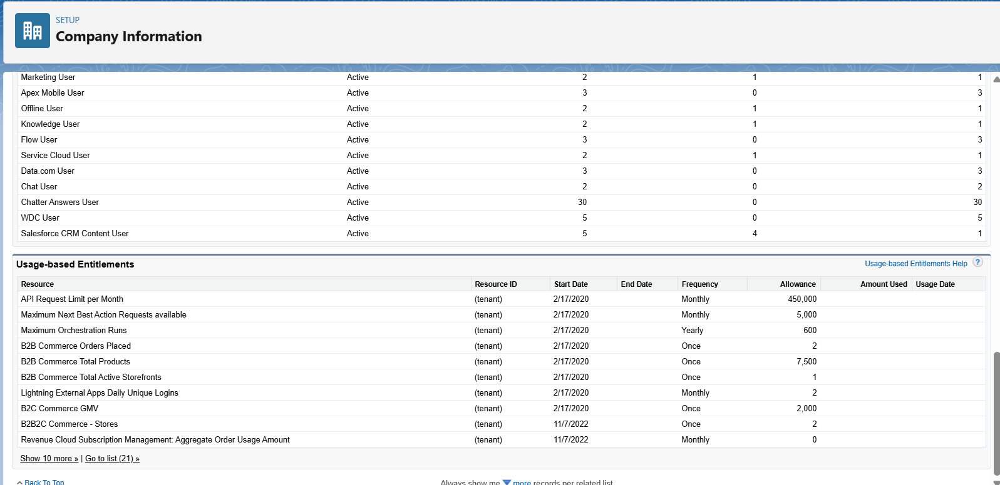 SETUP
Company Information
Marketing User Active 2 1 1
Apex Mobile User Active 3 0 3
Offline User Active 2 1 1
Knowledge User Active 2 1 1
Flow User Active 3 0 3
Service Cloud User Active 2 1 1
Data.com User Active 3 0 3
Chat User Active 2 0 2
Chatter Answers User Active 30 0 30
WDC User Active 5 0 5
Salesforce CRM Content User Active 5 4 1
Usage-based Entitlements Usage-based Entitlements Help ?
Resource Resource ID Start Date End Date Frequency Allowance Amount Used Usage Date
API Request Limit per Month (tenant) 2/17/2020 Monthly 450,000
Maximum Next Best Action Requests available (tenant) 2/17/2020 Monthly 5,000
Maximum Orchestration Runs (tenant) 2/17/2020 Yearly 600
B2B Commerce Orders Placed (tenant) 2/17/2020 Once 2
B2B Commerce Total Products (tenant) 2/17/2020 Once 7,500
B2B Commerce Total Active Storefronts (tenant) 2/17/2020 Once 1
Lightning External Apps Daily Unique Logins (tenant) 2/17/2020 Monthly 2
B2C Commerce GMV (tenant) 2/17/2020 Once 2,000
B2B2C Commerce - Stores (tenant) 11/7/2022 Once 2
Revenue Cloud Subscription Management: Aggregate Order Usage Amount (tenant) 11/7/2022 Monthly 0
Show 10 more » | Go to list (21) »
Back To Top Always show me more records per related list